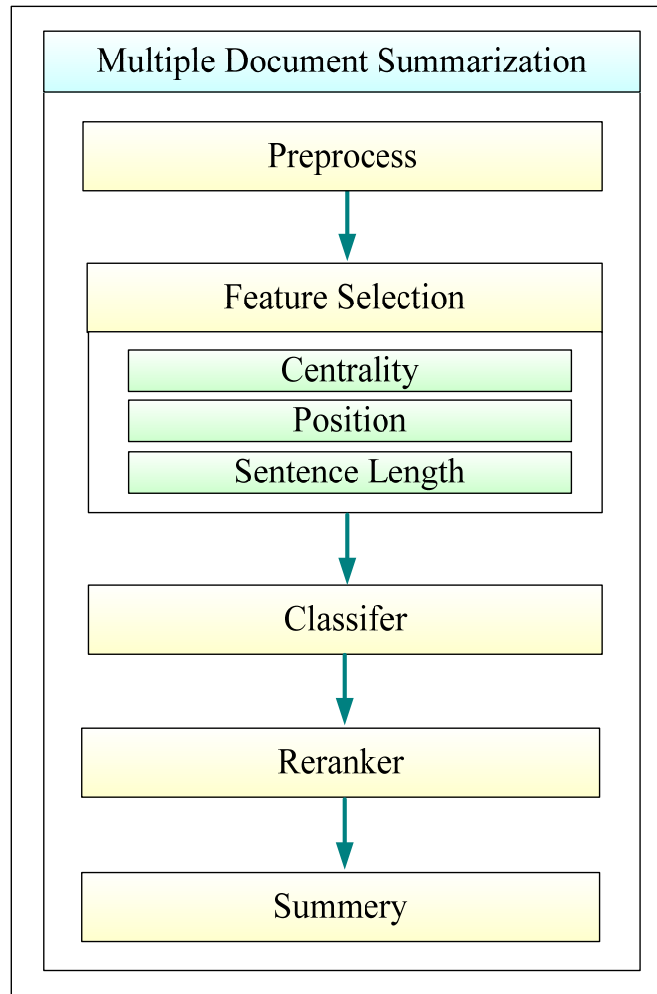 Multiple Document Summarization
Preprocess
Feature Selection
Centrality
Position
Sentence Length
Classifer
Reranker
Summery